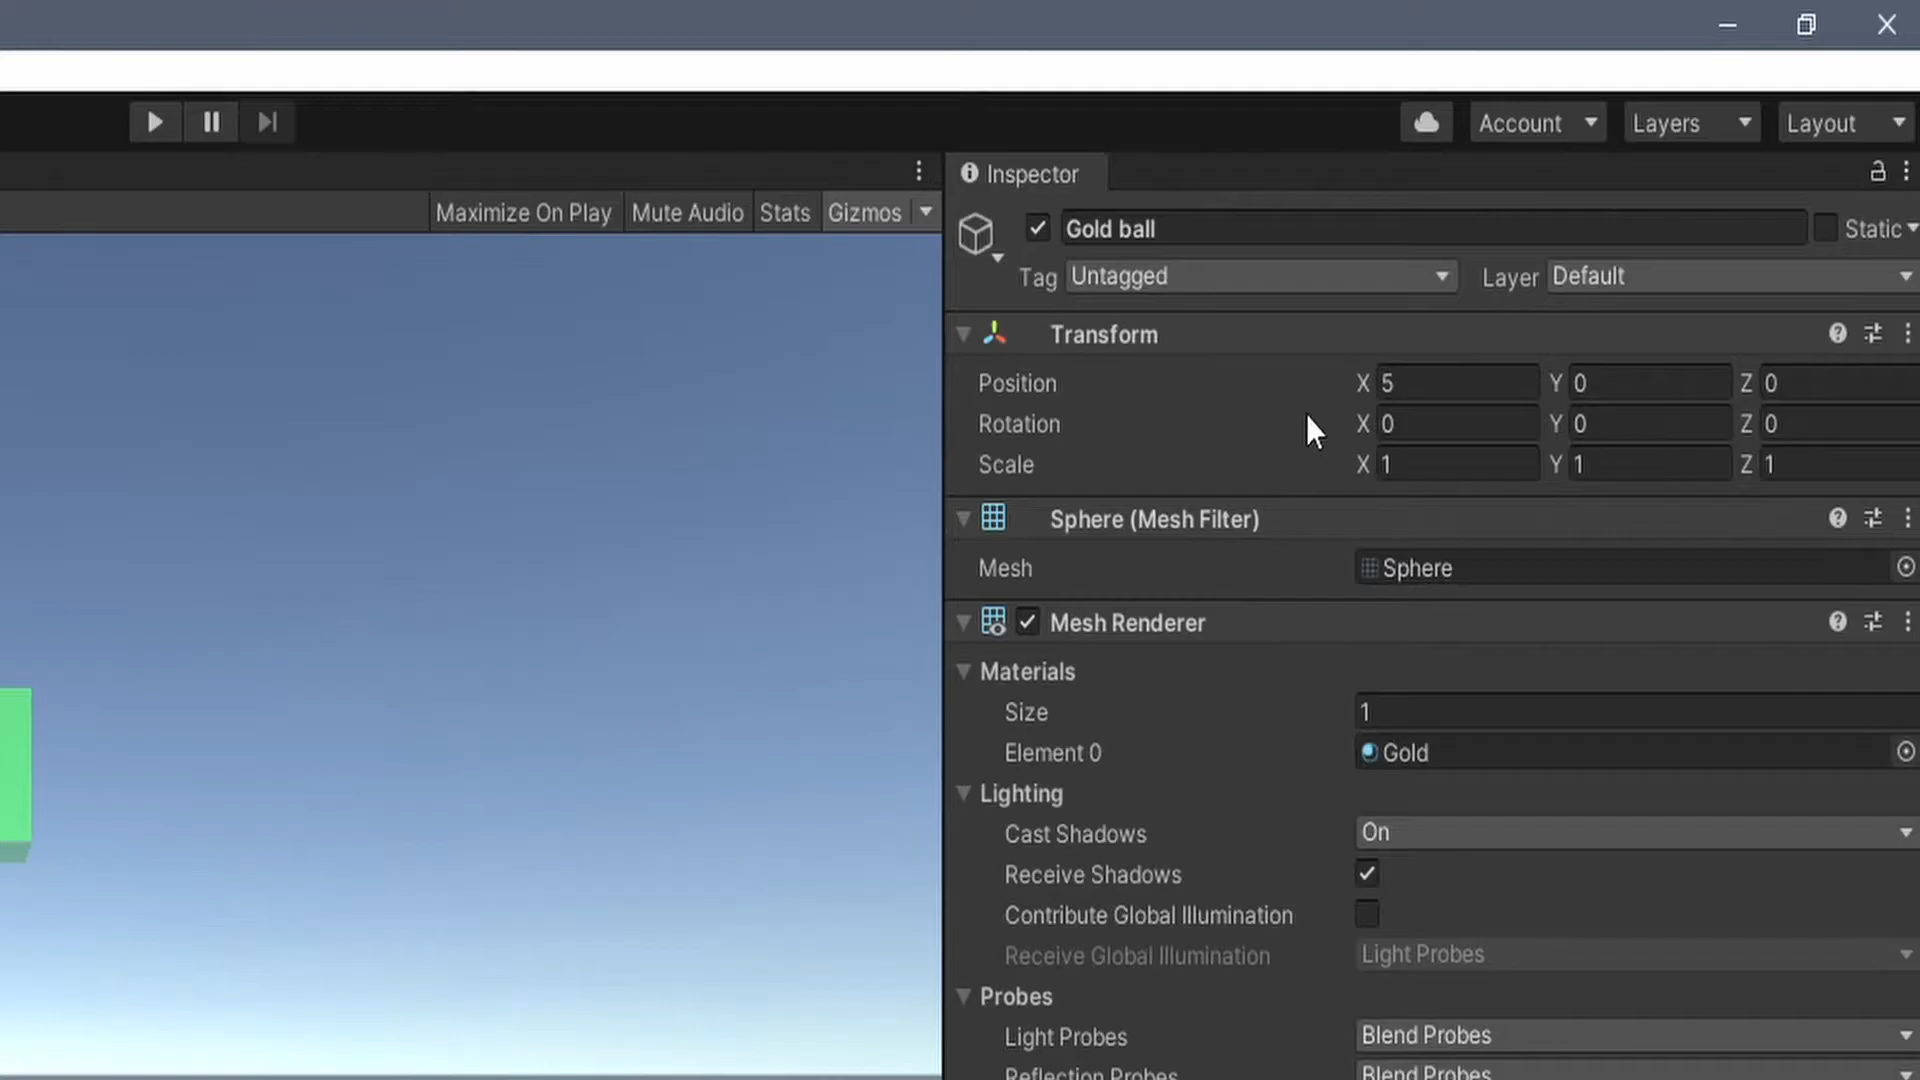 Account Layers Layout
Inspector
Maximize On Play Mute Audio Stats Gizmos
Gold ball Static
Tag Untagged Layer Default
Transform
Position X 5 Y 0 Z 0
Rotation X 0 Y 0 Z 0
Scale X 1 Y 1 Z 1
Sphere (Mesh Filter)
Mesh Sphere
Mesh Renderer
Materials
Size 1
Element 0 Gold
Lighting
Cast Shadows On
Receive Shadows
Contribute Global Illumination
Receive Global Illumination Light Probes
Probes
Light Probes Blend Probes
Reflection Probes Blend Probes